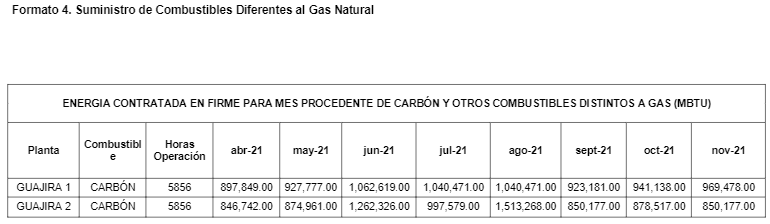 Formato 4. Suministro de Combustibles Diferentes al Gas Natural
ENERGIA CONTRATADA EN FIRME PARA MES PROCEDENTE DE CARBÓN Y OTROS COMBUSTIBLES DISTINTOS A GAS (MBTU)
Planta Combustibl e Horas Operación abr-21 may-21 jun-21 jul-21 ago-21 sept-21 oct-21 nov-21
GUAJIRA 1 CARBÓN 5856 897,849.00 927,777.00 1,062,619.00 1,040,471.00 1,040,471.00 923,181.00 941,138.00 969,478.00
GUAJIRA 2 CARBÓN 5856 846,742.00 874,961.00 1,262,326.00 997,579.00 1,513,268.00 850,177.00 878,517.00 850,177.00